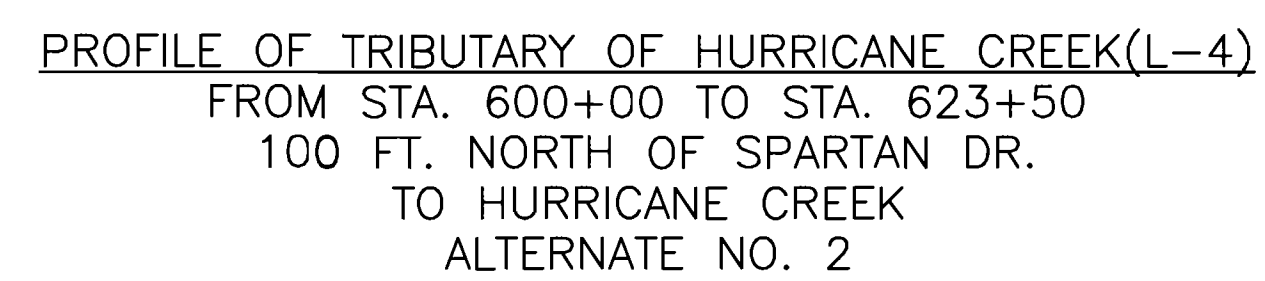 PROFILE OF TRIBUTARY OF HURRICANE CREEK(L-4)
FROM STA. 600+00 TO STA. 623+50
100 FT. NORTH OF SPARTAN DR.
TO HURRICANE CREEK
ALTERNATE NO. 2